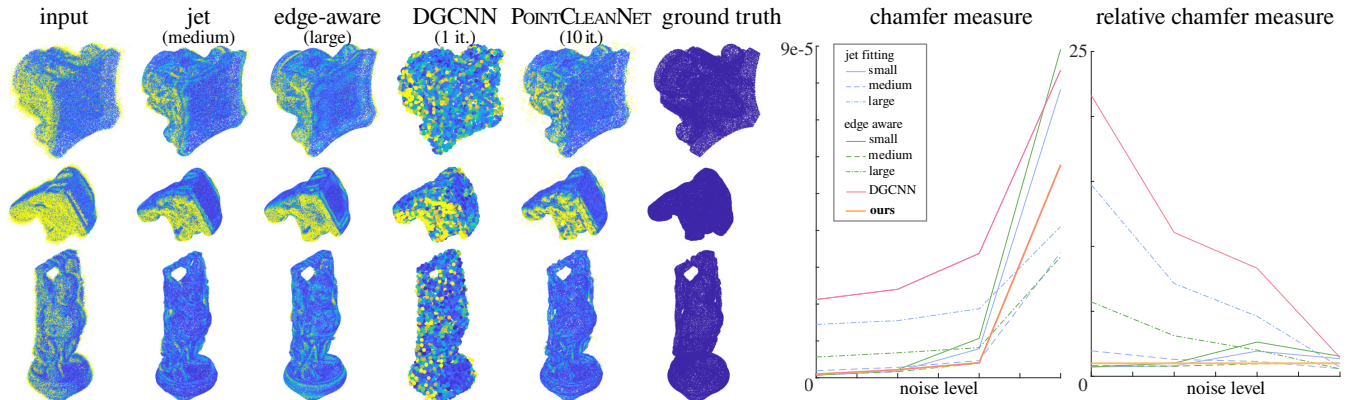 input
jet
(medium)
edge-aware
(large)
DGCNN
(1 it.)
POINTCLEANNET
(10 it.)
ground truth
chamfer measure
9e-5
jet fitting
small
medium
large
edge aware
small
medium
large
DGCNN
ours
0
noise level
relative chamfer measure
25
0
noise level